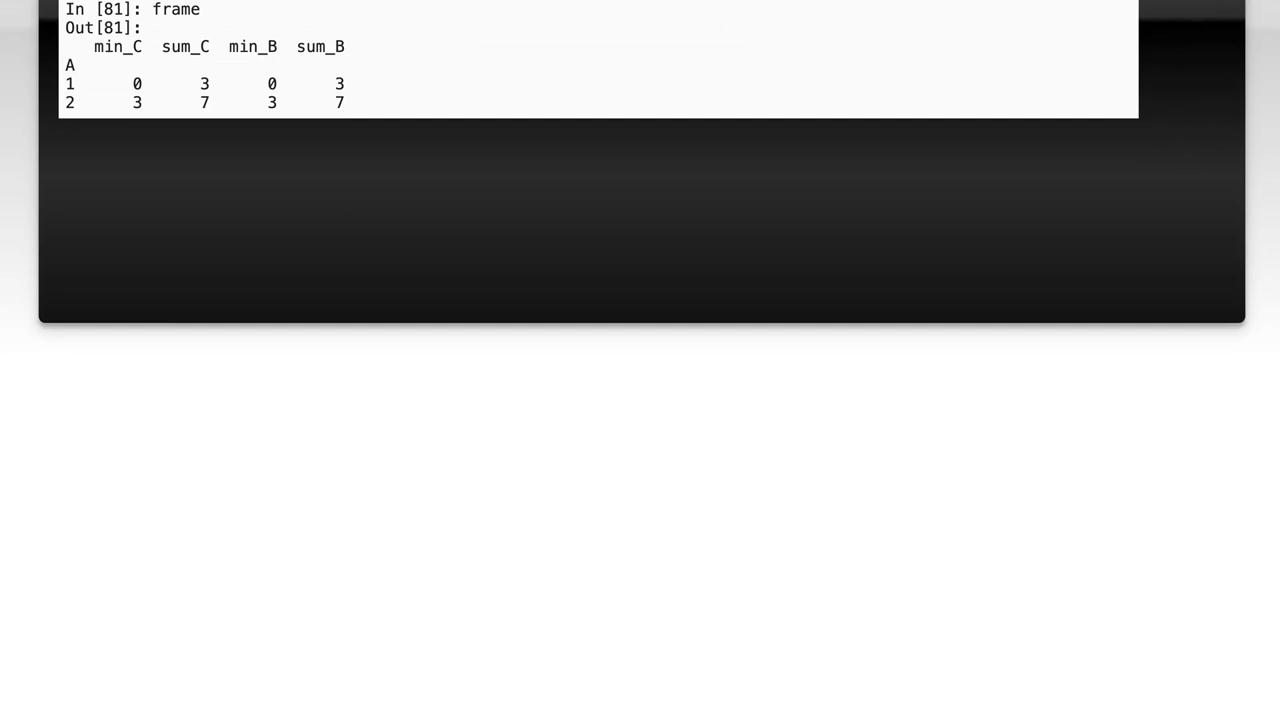 In [81]: frame
Out[81]:
   min_C  sum_C  min_B  sum_B
A
1      0      3      0      3
2      3      7      3      7